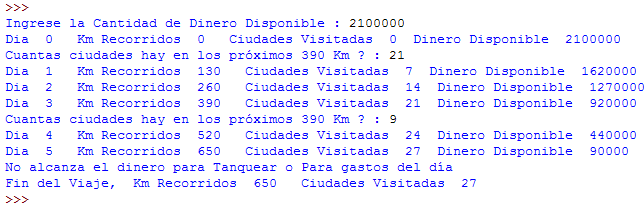 >>>
Ingrese la Cantidad de Dinero Disponible : 2100000
Dia 0 Km Recorridos 0 Ciudades Visitadas 0 Dinero Disponible 2100000
Cuantas ciudades hay en los próximos 390 Km ? : 21
Dia 1 Km Recorridos 130 Ciudades Visitadas 7 Dinero Disponible 1620000
Dia 2 Km Recorridos 260 Ciudades Visitadas 14 Dinero Disponible 1270000
Dia 3 Km Recorridos 390 Ciudades Visitadas 21 Dinero Disponible 920000
Cuantas ciudades hay en los próximos 390 Km ? : 9
Dia 4 Km Recorridos 520 Ciudades Visitadas 24 Dinero Disponible 440000
Dia 5 Km Recorridos 650 Ciudades Visitadas 27 Dinero Disponible 90000
No alcanza el dinero para Tanquear o Para gastos del día
Fin del Viaje, Km Recorridos 650 Ciudades Visitadas 27
>>>